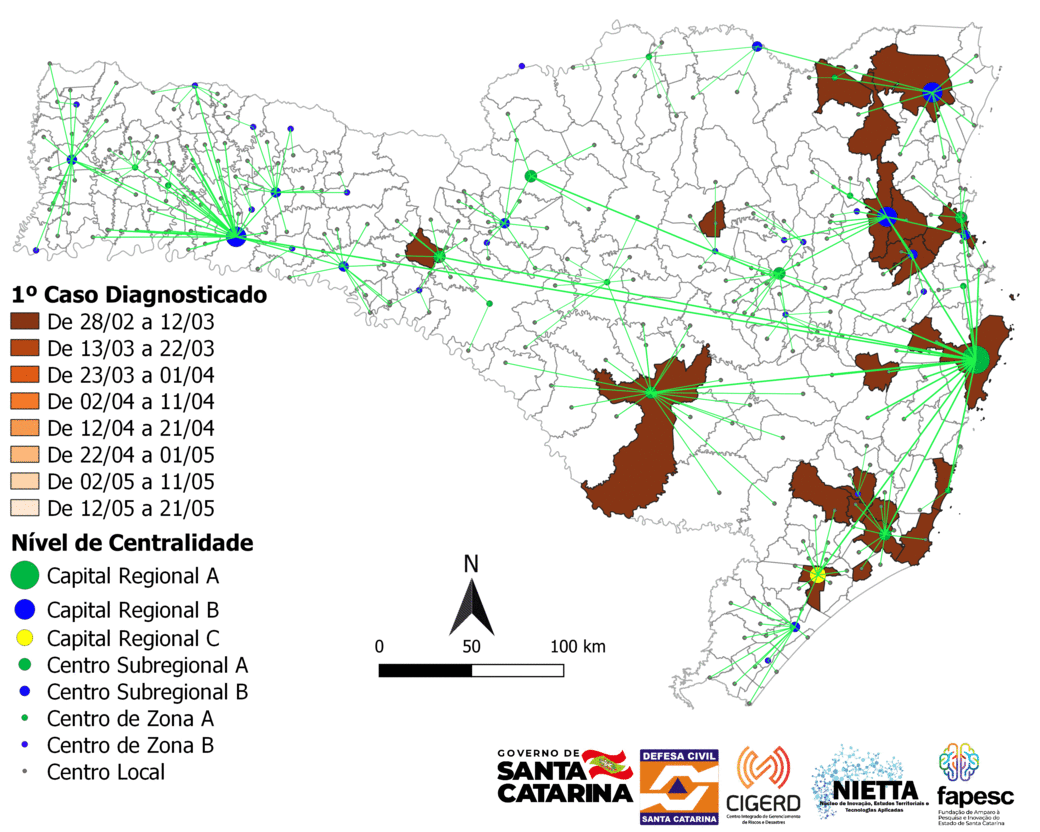 1º Caso Diagnosticado
De 28/02 a 12/03
De 13/03 a 22/03
De 23/03 a 01/04
De 02/04 a 11/04
De 12/04 a 21/04
De 22/04 a 01/05
De 02/05 a 11/05
De 12/05 a 21/05
Nível de Centralidade
Capital Regional A
Capital Regional B
Capital Regional C
Centro Subregional A
Centro Subregional B
Centro de Zona A
Centro de Zona B
Centro Local
N
0 50 100 km
GOVERNO DE
SANTA
CATARINA
DEFESA CIVIL
SANTA CATARINA
CIGERD
Centro Integrado de Gerenciamento
de Riscos e Desastres
NIETTA
Núcleo de Inovação, Estudos Territoriais e
Tecnologias Aplicadas
fapesc
Fundação de Amparo à
Pesquisa e Inovação do
Estado de Santa Catarina